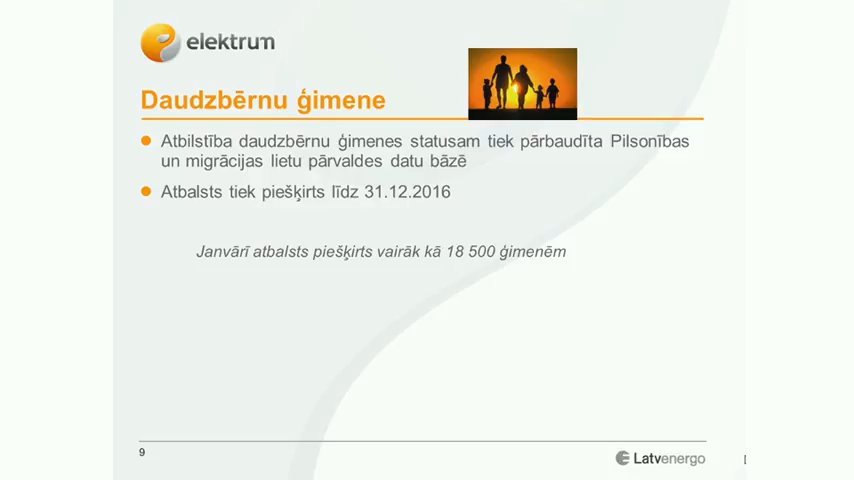 elektrum
Daudzbērnu ģimene
Atbilstība daudzbērnu ģimenes statusam tiek pārbaudīta Pilsonības
un migrācijas lietu pārvaldes datu bāzē
Atbalsts tiek piešķirts līdz 31.12.2016
Janvārī atbalsts piešķirts vairāk kā 18 500 ģimenēm
9
Latvenergo